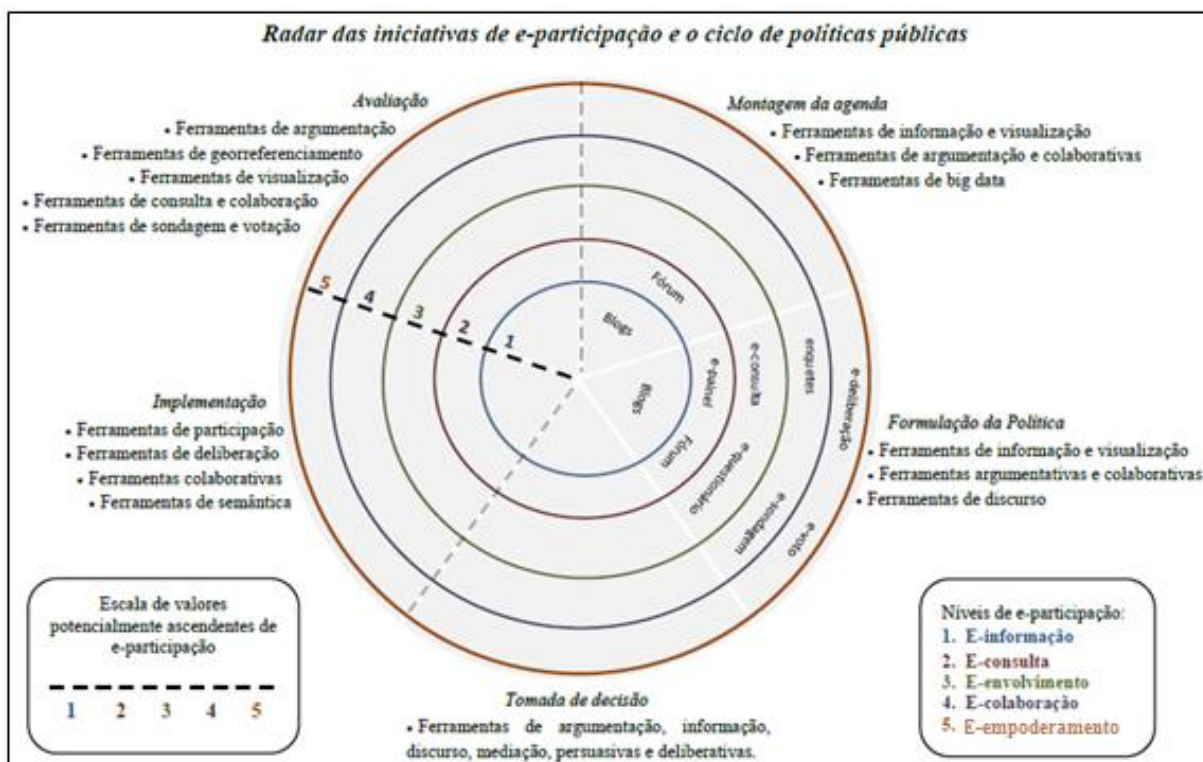 Radar das iniciativas de e-participação e o ciclo de políticas públicas
Avaliação
• Ferramentas de argumentação
• Ferramentas de georreferenciamento
• Ferramentas de visualização
• Ferramentas de consulta e colaboração
• Ferramentas de sondagem e votação
Montagem da agenda
• Ferramentas de informação e visualização
• Ferramentas de argumentação e colaborativas
• Ferramentas de big data
5
4
3
2
1
Fórum
Blogs
Blogs
e-painel
Fórum
e-consulta
e-questionário
enquetes
e-sondagem
e-deliberação
e-voto
Implementação
• Ferramentas de participação
• Ferramentas de deliberação
• Ferramentas colaborativas
• Ferramentas de semântica
Formulação da Política
• Ferramentas de informação e visualização
• Ferramentas argumentativas e colaborativas
• Ferramentas de discurso
Escala de valores
potencialmente ascendentes de
e-participação
1 2 3 4 5
Tomada de decisão
• Ferramentas de argumentação, informação,
discurso, mediação, persuasivas e deliberativas.
Níveis de e-participação:
1. E-informação
2. E-consulta
3. E-envolvimento
4. E-colaboração
5. E-empoderamento